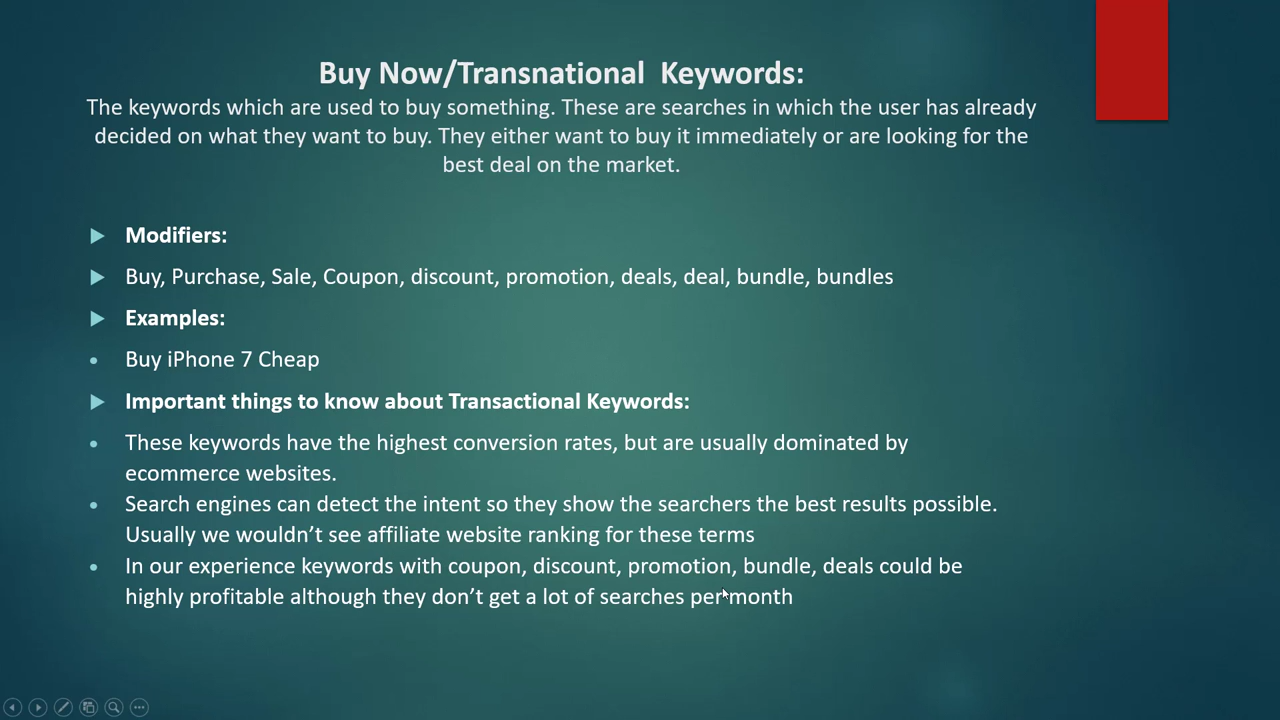 Buy Now/Transnational Keywords:
The keywords which are used to buy something. These are searches in which the user has already
decided on what they want to buy. They either want to buy it immediately or are looking for the
best deal on the market.
Modifiers:
Buy, Purchase, Sale, Coupon, discount, promotion, deals, deal, bundle, bundles
Examples:
Buy iPhone 7 Cheap
Important things to know about Transactional Keywords:
These keywords have the highest conversion rates, but are usually dominated by
ecommerce websites.
Search engines can detect the intent so they show the searchers the best results possible.
Usually we wouldn’t see affiliate website ranking for these terms
In our experience keywords with coupon, discount, promotion, bundle, deals could be
highly profitable although they don’t get a lot of searches per month